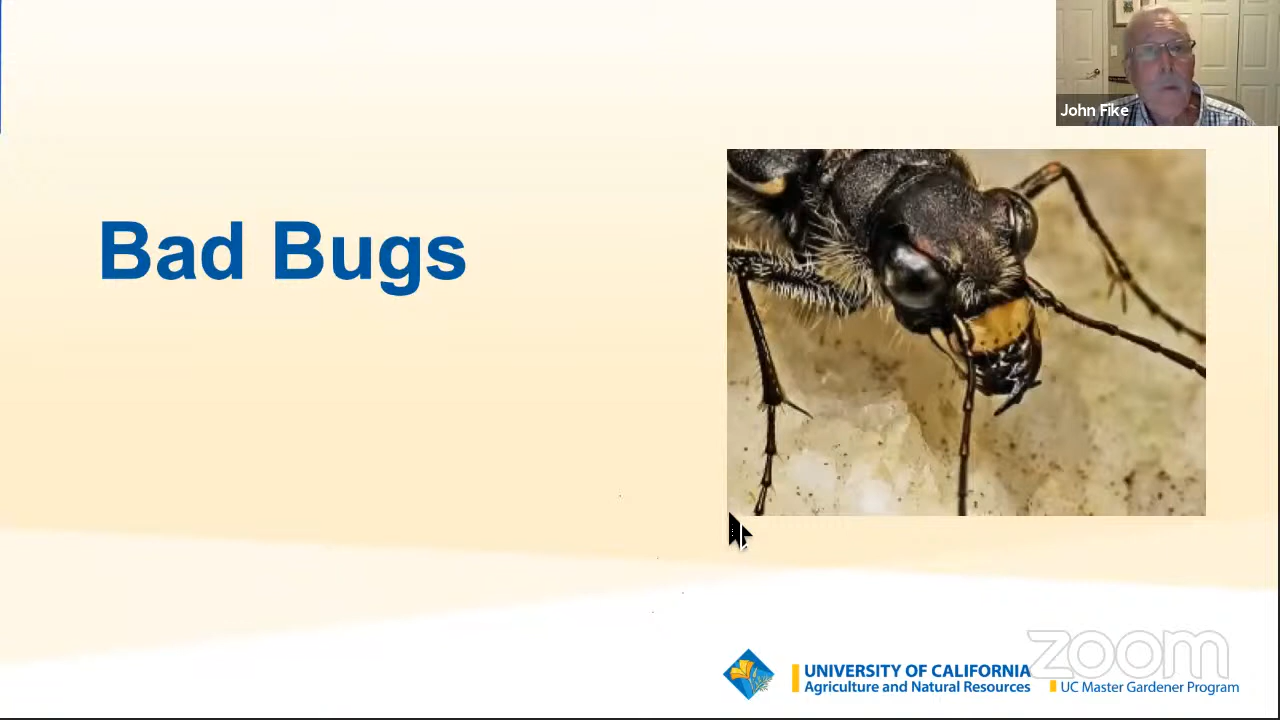 John Fike
Bad Bugs
zoom
UNIVERSITY OF CALIFORNIA
Agriculture and Natural Resources
UC Master Gardener Program